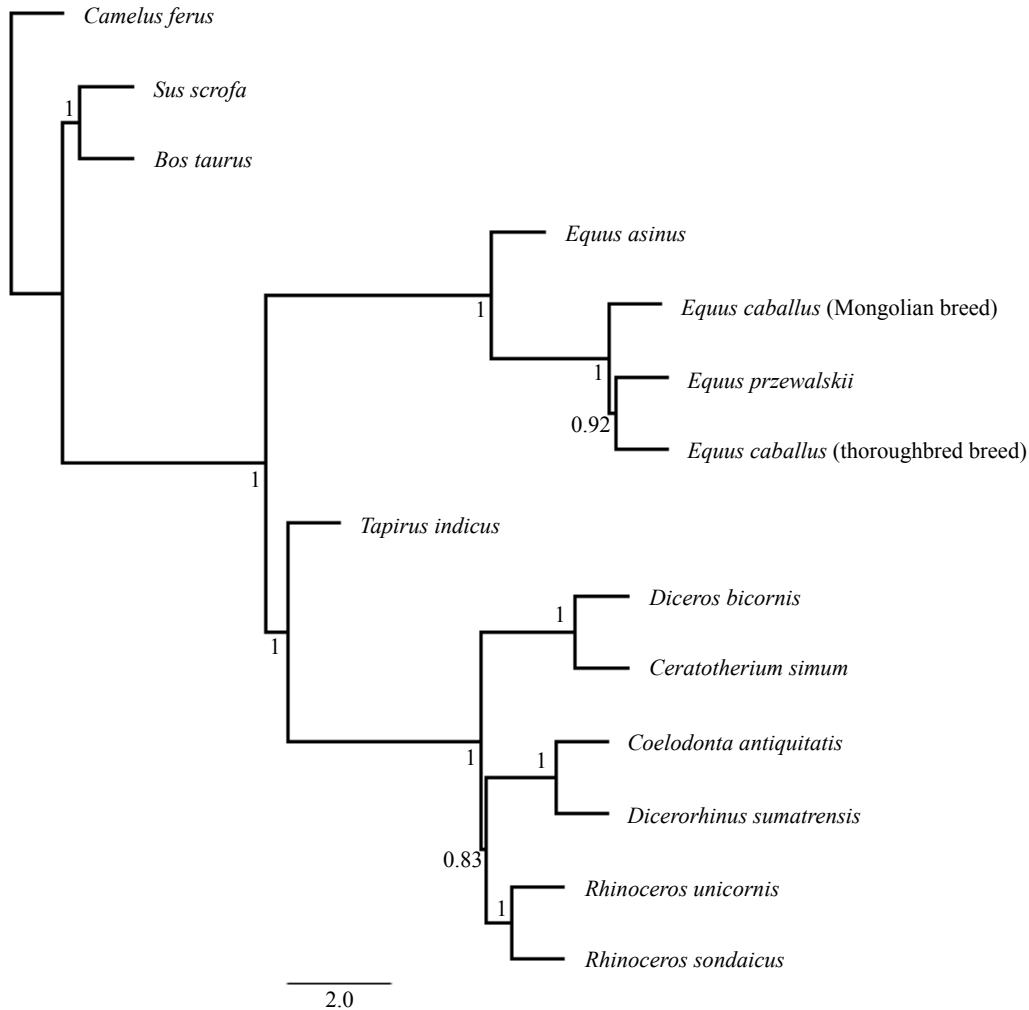 Camelus ferus
Sus scrofa
1
Bos taurus
Equus asinus
Equus caballus (Mongolian breed)
1
Equus przewalskii
1
0.92
Equus caballus (thoroughbred breed)
1
Tapirus indicus
Diceros bicornis
1
1
Ceratotherium simum
Coelodonta antiquitatis
1
1
Dicerorhinus sumatrensis
0.83
Rhinoceros unicornis
1
Rhinoceros sondaicus
2.0